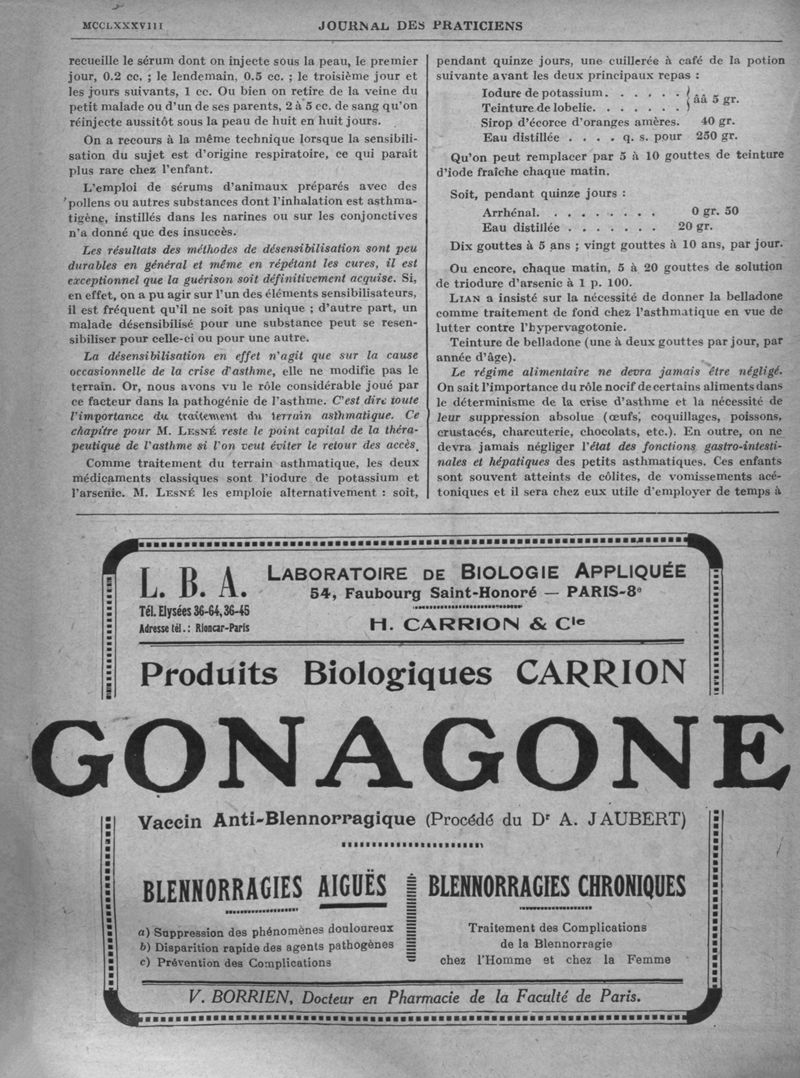 MCCLXXXVIII
JOURNAL DES PRATICIENS
recueille le sérum dont on injecte sous la peau, le premier
jour, 0.2 cc. ; le lendemain, 0.5 cc. ; le troisième jour et
les jours suivants, 1 cc. Ou bien on retire de la veine du
petit malade ou d'un de ses parents, 2 à 5 cc. de sang qu'on
réinjecte aussitôt sous la peau de huit en huit jours.
On a recours à la même technique lorsque la sensibili-
sation du sujet est d'origine respiratoire, ce qui parait
plus rare chez l'enfant.
L'emploi de sérums d'animaux préparés avec des
pollens ou autres substances dont l'inhalation est asthma-
tigène, instillés dans les narines ou sur les conjonctives
n'a donné que des insuccès.
Les résultats des méthodes de désensibilisation sont peu
durables en général et même en répétant les cures, il est
exceptionnel que la guérison soit définitivement acquise. Si,
en effet, on a pu agir sur l'un des éléments sensibilisateurs,
il est fréquent qu'il ne soit pas unique ; d'autre part, un
malade désensibilisé pour une substance peut se resen-
sibiliser pour celle-ci ou pour une autre.
La désensibilisation en effet n'agit que sur la cause
occasionnelle de la crise d'asthme, elle ne modifie pas le
terrain. Or, nous avons vu le rôle considérable joué par
ce facteur dans la pathogénie de l'asthme. C'est dire toute
l'importance du traitement du terrain asthmatique. Ce
chapitre pour M. LESNÉ reste le point capital de la théra-
peutique de l'asthme si l'on veut éviter le retour des accès.
Comme traitement du terrain asthmatique, les deux
médicaments classiques sont l'iodure de potassium et
l'arsenic. M. LESNÉ les emploie alternativement : soit,
pendant quinze jours, une cuillerée à café de la potion
suivante avant les deux principaux repas :
Iodure de potassium. . . . . . }
Teinture de lobelie. . . . . . } ââ 5 gr.
Sirop d'écorce d'oranges amères. 40 gr.
Eau distillée . . . . q. s. pour 250 gr.
Qu'on peut remplacer par 5 à 10 gouttes de teinture
d'iode fraîche chaque matin.
Soit, pendant quinze jours :
Arrhénal. . . . . . . . . 0 gr. 50
Eau distillée . . . . . . . 20 gr.
Dix gouttes à 5 ans ; vingt gouttes à 10 ans, par jour.
Ou encore, chaque matin, 5 à 20 gouttes de solution
de triodure d'arsenic à 1 p. 100.
LIAN a insisté sur la nécessité de donner la belladone
comme traitement de fond chez l'asthmatique en vue de
lutter contre l'hypervagotonie.
Teinture de belladone (une à deux gouttes par jour, par
année d'âge).
Le régime alimentaire ne devra jamais être négligé.
On sait l'importance du rôle nocif de certains aliments dans
le déterminisme de la crise d'asthme et la nécessité de
leur suppression absolue (œufs, coquillages, poissons,
crustacés, charcuterie, chocolats, etc.). En outre, on ne
devra jamais négliger l'état des fonctions gastro-intesti-
nales et hépatiques des petits asthmatiques. Ces enfants
sont souvent atteints de côlites, de vomissements acé-
toniques et il sera chez eux utile d'employer de temps à
L. B. A.
Tél. Elysées 36-64, 36-45
Adresse tél. : Rioncar-Paris
LABORATOIRE DE BIOLOGIE APPLIQUÉE
54, Faubourg Saint-Honoré — PARIS-8e
H. CARRION & Cie
Produits Biologiques CARRION
GONAGONE
Vaccin Anti-Blennorragique (Procédé du Dr A. JAUBERT)
BLENNORRAGIES AIGUËS
a) Suppression des phénomènes douloureux
b) Disparition rapide des agents pathogènes
c) Prévention des Complications
BLENNORRAGIES CHRONIQUES
Traitement des Complications
de la Blennorragie
chez l'Homme et chez la Femme
V. BORRIEN, Docteur en Pharmacie de la Faculté de Paris.